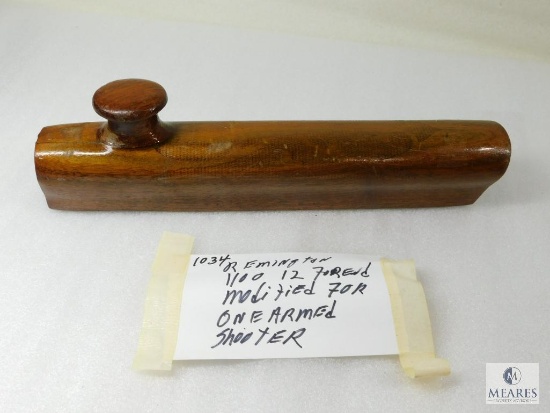 1034 REMINGTON
1100 12 Forend
modified FOR
ONE ARMED
ShooTER
MEARES